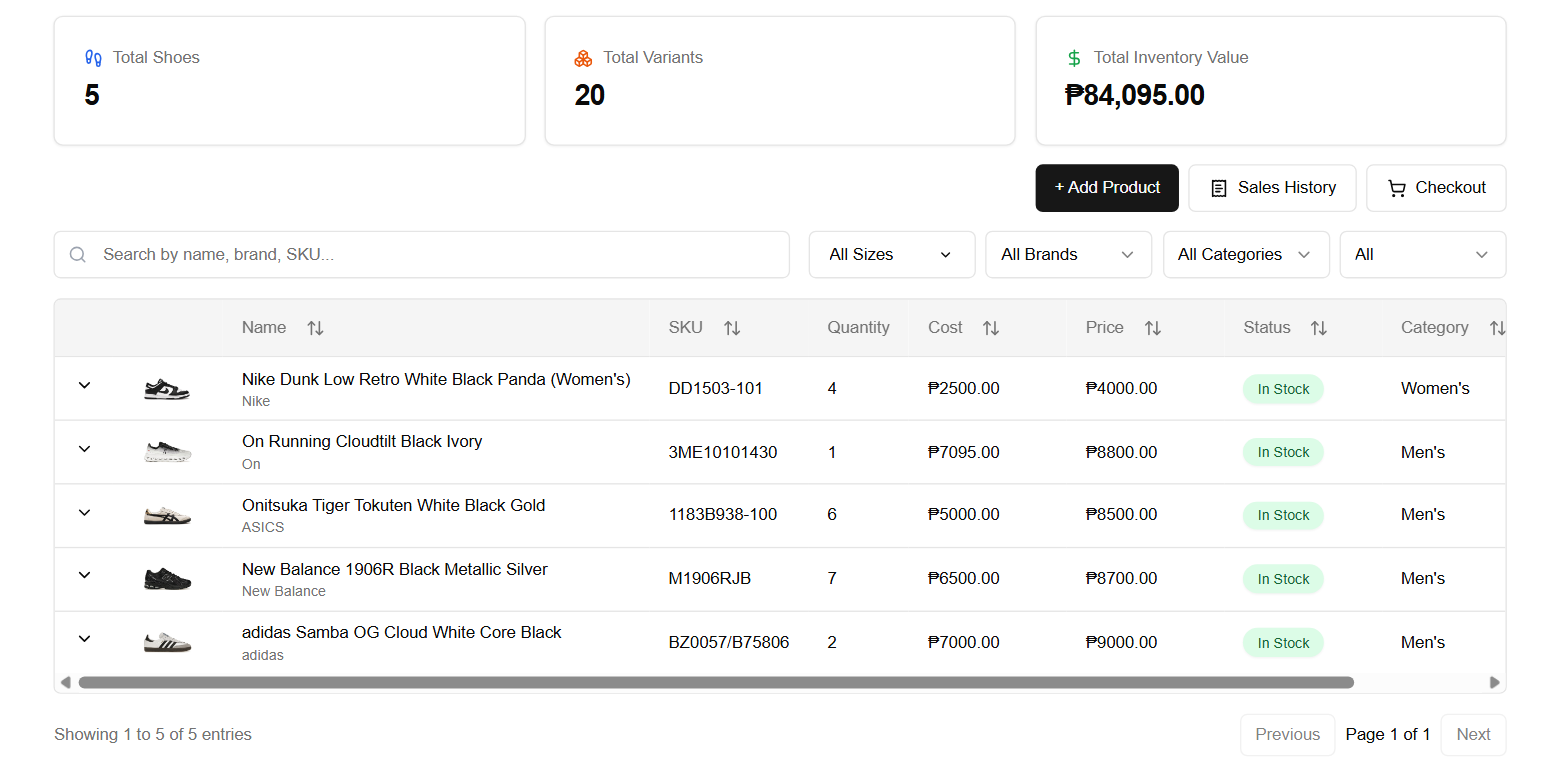 Total Shoes
5
Total Variants
20
Total Inventory Value
₱84,095.00
+ Add Product
Sales History
Checkout
Search by name, brand, SKU...
All Sizes
All Brands
All Categories
All
Name SKU Quantity Cost Price Status Category
Nike Dunk Low Retro White Black Panda (Women's)
Nike
DD1503-101 4 ₱2500.00 ₱4000.00 In Stock Women's
On Running Cloudtilt Black Ivory
On
3ME10101430 1 ₱7095.00 ₱8800.00 In Stock Men's
Onitsuka Tiger Tokuten White Black Gold
ASICS
1183B938-100 6 ₱5000.00 ₱8500.00 In Stock Men's
New Balance 1906R Black Metallic Silver
New Balance
M1906RJB 7 ₱6500.00 ₱8700.00 In Stock Men's
adidas Samba OG Cloud White Core Black
adidas
BZ0057/B75806 2 ₱7000.00 ₱9000.00 In Stock Men's
Showing 1 to 5 of 5 entries
Previous
Page 1 of 1
Next